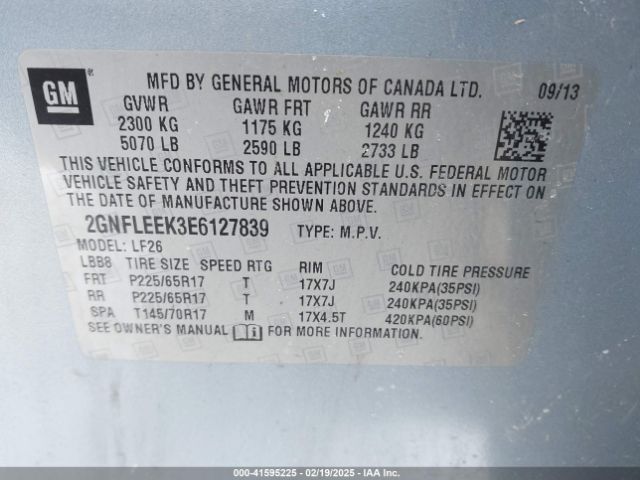 GM ®
MFD BY GENERAL MOTORS OF CANADA LTD. 09/13
GVWR GAWR FRT GAWR RR
2300 KG 1175 KG 1240 KG
5070 LB 2590 LB 2733 LB
THIS VEHICLE CONFORMS TO ALL APPLICABLE U.S. FEDERAL MOTOR
VEHICLE SAFETY AND THEFT PREVENTION STANDARDS IN EFFECT ON
THE DATE OF MANUFACTURE SHOWN ABOVE.
2GNFLEEK3E6127839 TYPE: M.P.V.
MODEL: LF26
LBB8 TIRE SIZE SPEED RTG RIM COLD TIRE PRESSURE
FRT P225/65R17 T 17X7J 240KPA(35PSI)
RR P225/65R17 T 17X7J 240KPA(35PSI)
SPA T145/70R17 M 17X4.5T 420KPA(60PSI)
SEE OWNER'S MANUAL FOR MORE INFORMATION.
000-41595225 - 02/19/2025 - IAA Inc.